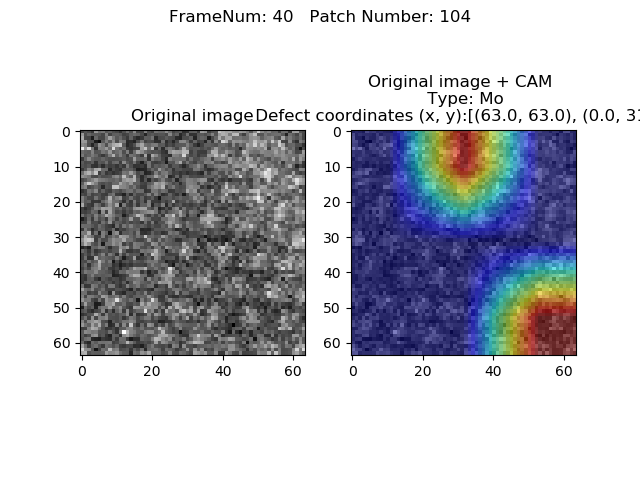 FrameNum: 40   Patch Number: 104
Original image + CAM
Type: Mo
Original image
Defect coordinates (x, y):[(63.0, 63.0), (0.0, 31
0
10
20
30
40
50
60
0 20 40 60
0
10
20
30
40
50
60
0 20 40 60